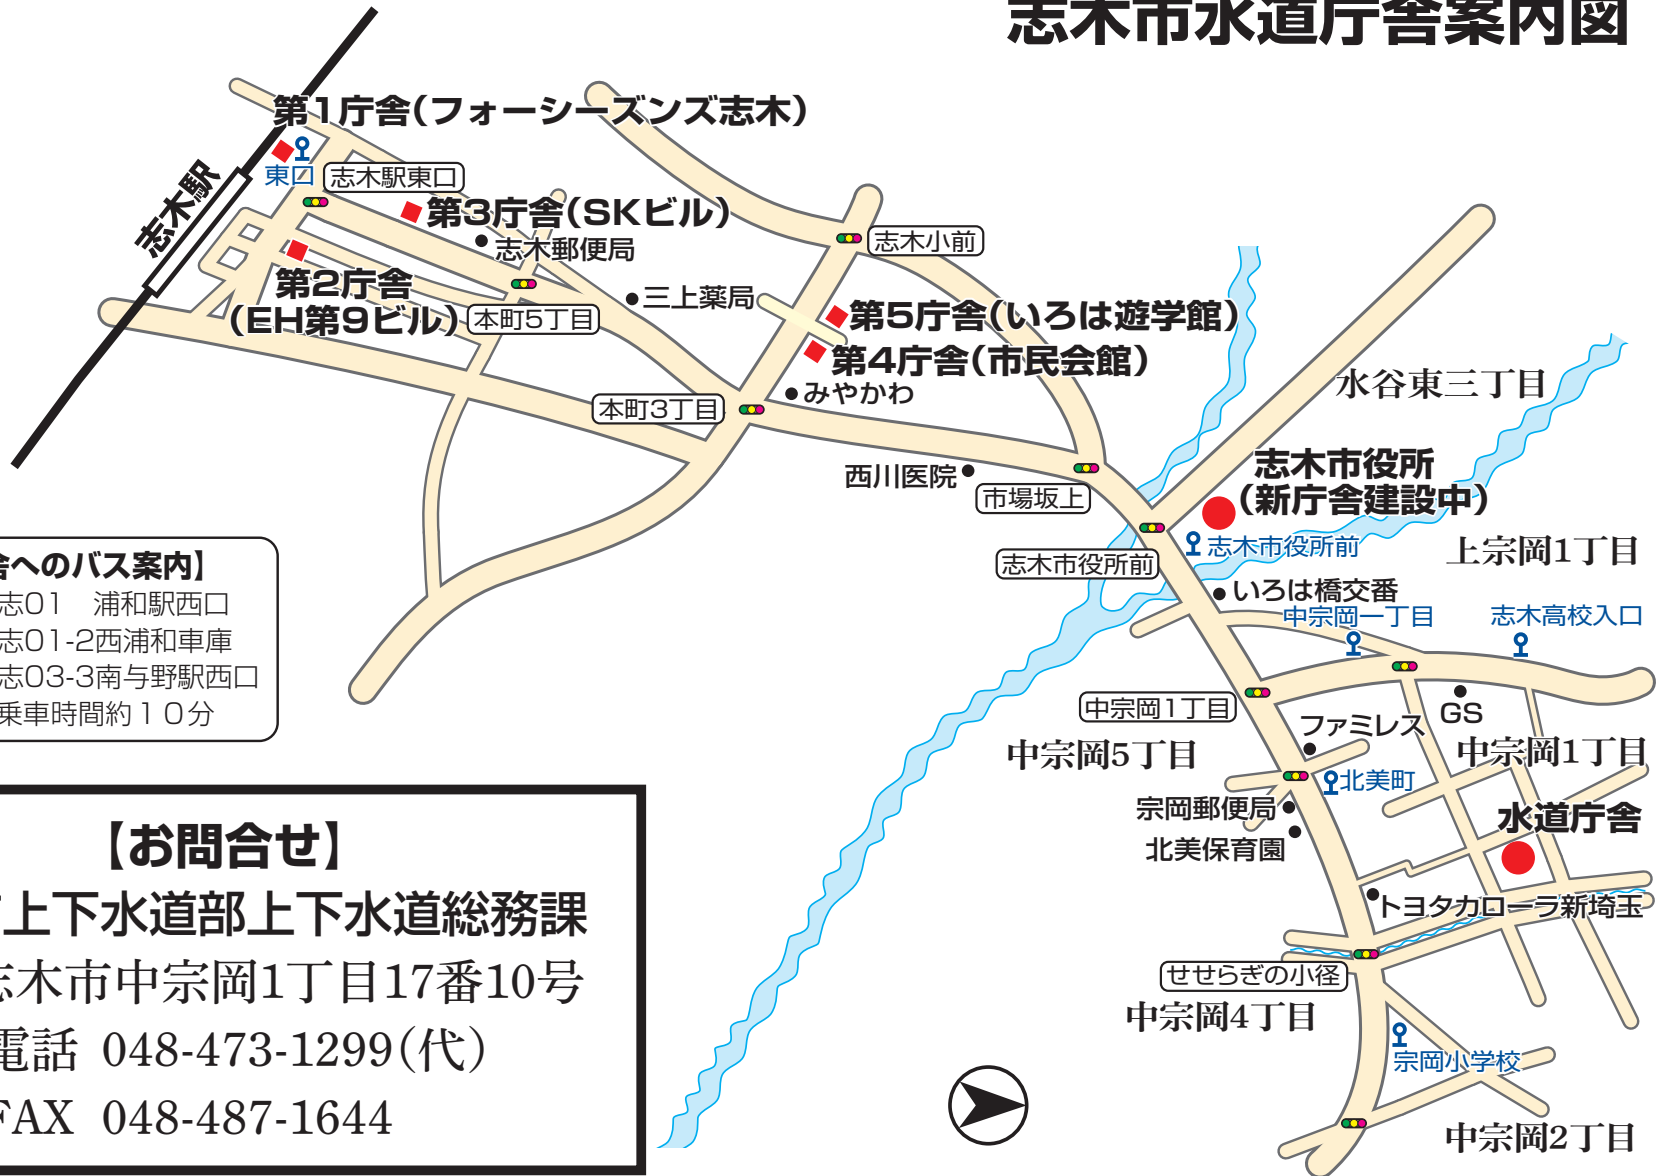 志木市水道庁舎案内図
第1庁舎(フォーシーズンズ志木)
東口
志木駅東口
志木駅
第3庁舎(SKビル)
志木郵便局
志木小前
第2庁舎
(EH第9ビル)
本町5丁目
三上薬局
第5庁舎(いろは遊学館)
第4庁舎(市民会館)
みやかわ
本町3丁目
水谷東三丁目
西川医院
市場坂上
志木市役所
(新庁舎建設中)
志木市役所前
志木市役所前
上宗岡1丁目
いろは橋交番
中宗岡一丁目
志木高校入口
中宗岡1丁目
GS
ファミレス
中宗岡5丁目
中宗岡1丁目
北美町
宗岡郵便局
北美保育園
水道庁舎
トヨタカローラ新埼玉
せせらぎの小径
中宗岡4丁目
宗岡小学校
中宗岡2丁目
舎へのバス案内】
志01　浦和駅西口
志01-2西浦和車庫
志03-3南与野駅西口
乗車時間約10分
【お問合せ】
上下水道部上下水道総務課
志木市中宗岡1丁目17番10号
電話 048-473-1299(代)
FAX 048-487-1644